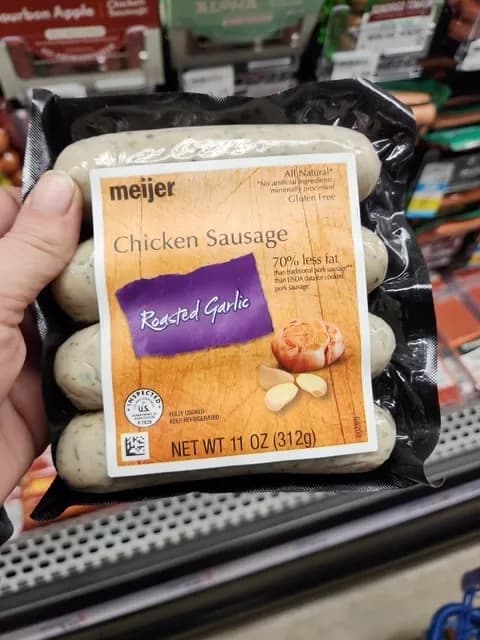 Bourbon Apple
Chicken Sausage
meijer
All Natural*
*No artificial ingredients,
minimally processed
Gluten Free
Chicken Sausage
70% less fat
than traditional pork sausage**
than USDA data for cooked
pork sausage
Roasted Garlic
INSPECTED
U.S.
FULLY COOKED
KEEP REFRIGERATED
NET WT 11 OZ (312g)